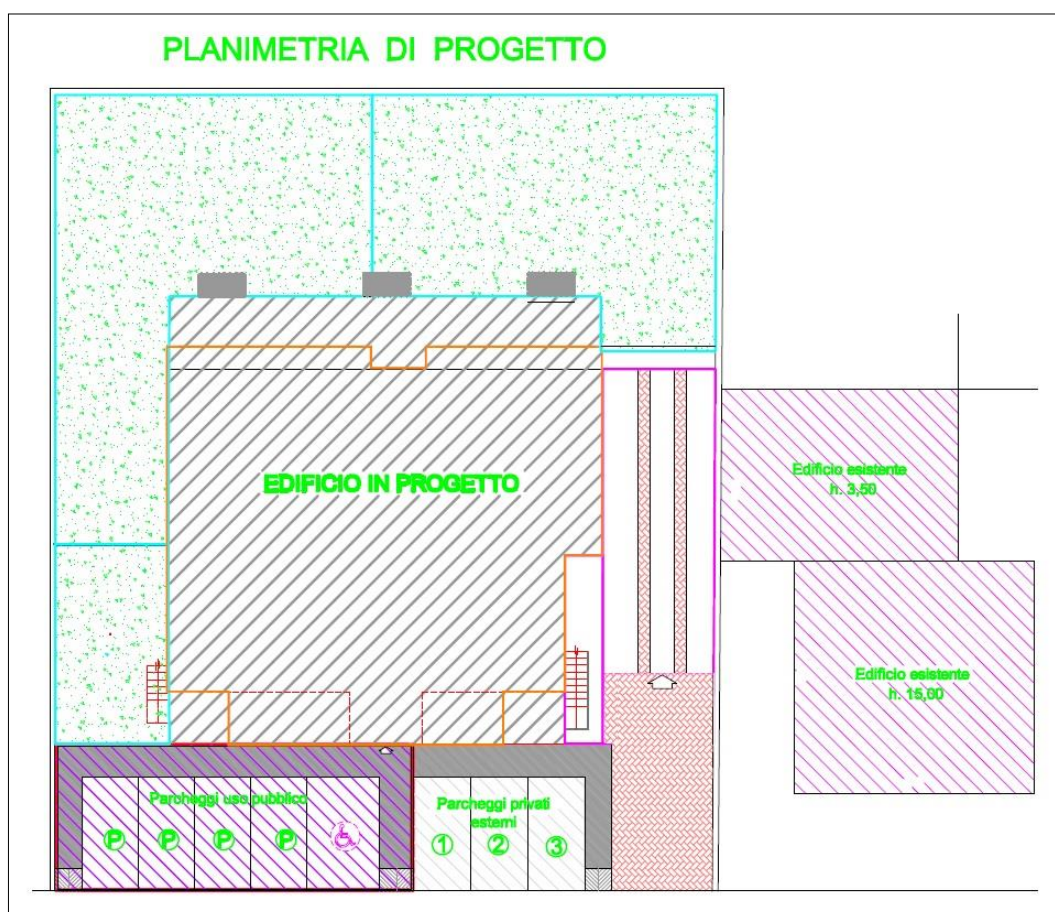 PLANIMETRIA DI PROGETTO
EDIFICIO IN PROGETTO
Edificio esistente
h. 3,50
Edificio esistente
h. 15,00
Parcheggi uso pubblico
P P P P
Parcheggi privati
esterni
1 2 3